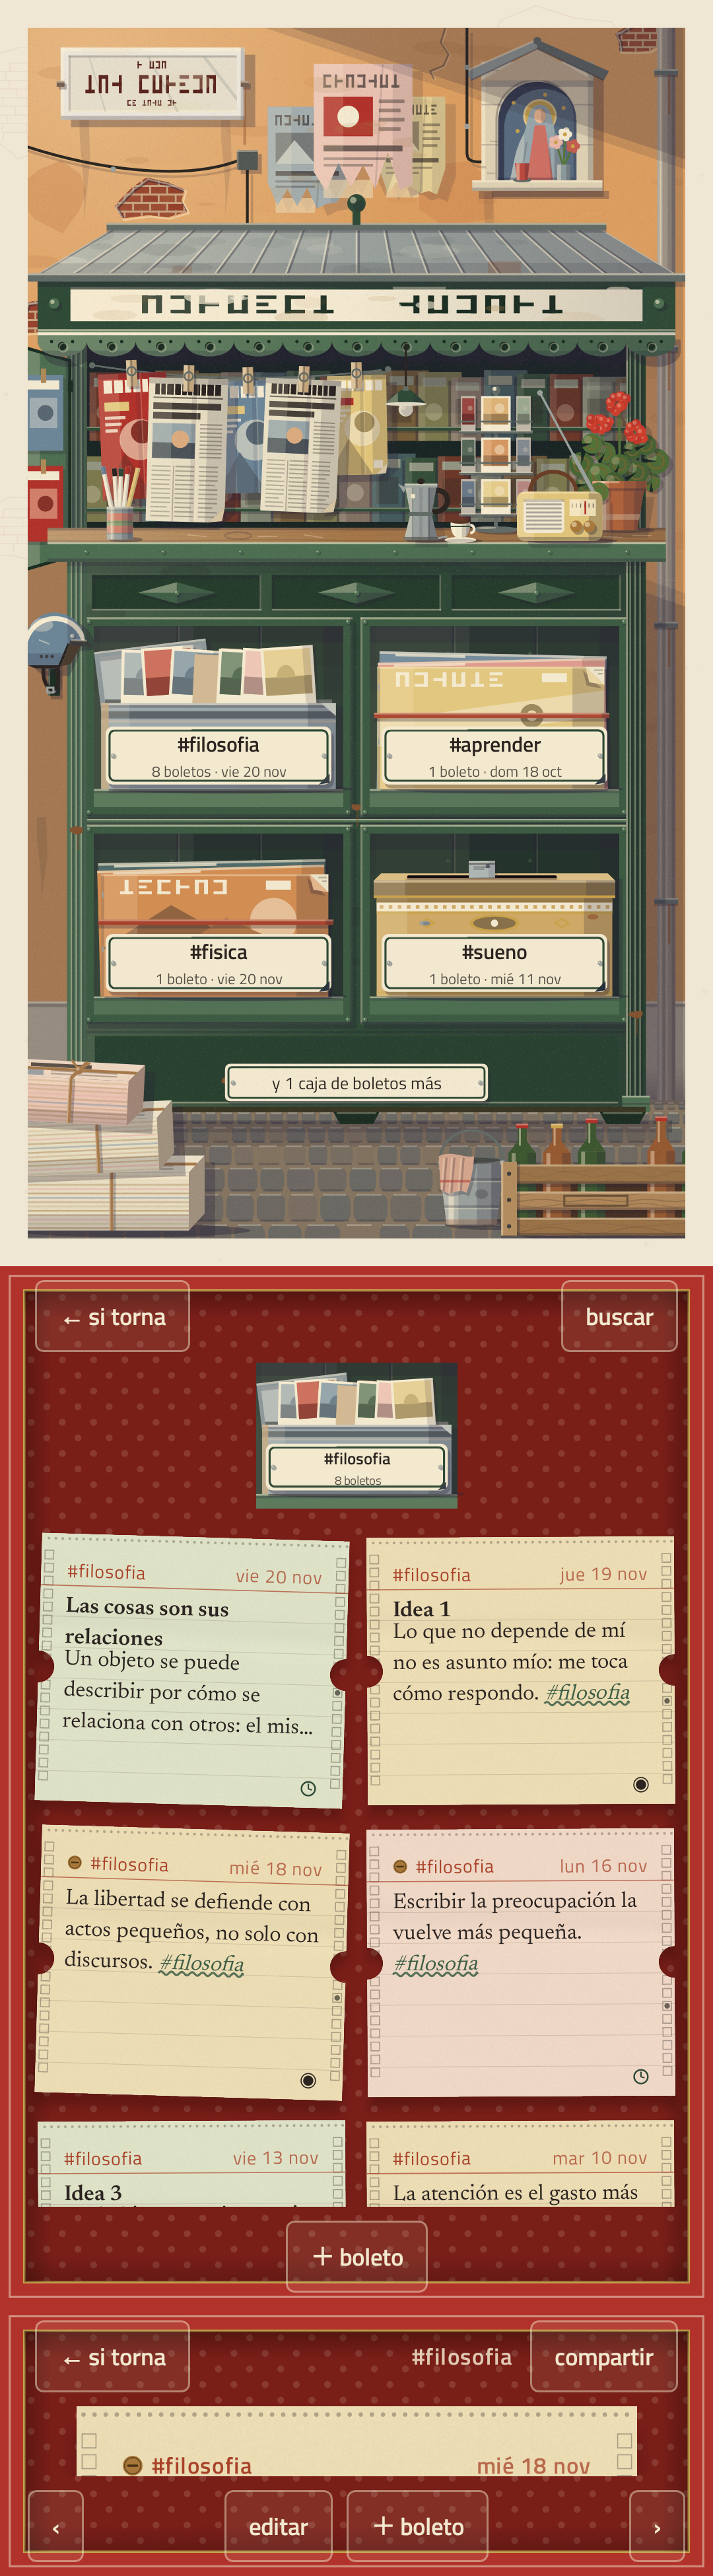 #filosofia
8 boletos · vie 20 nov
#aprender
1 boleto · dom 18 oct
#fisica
1 boleto · vie 20 nov
#sueno
1 boleto · mié 11 nov
y 1 caja de boletos más
← si torna
buscar
#filosofia
8 boletos
#filosofia vie 20 nov
Las cosas son sus
relaciones
Un objeto se puede
describir por cómo se
relaciona con otros: el mis...
#filosofia jue 19 nov
Idea 1
Lo que no depende de mí
no es asunto mío: me toca
cómo respondo. #filosofia
#filosofia mié 18 nov
La libertad se defiende con
actos pequeños, no solo con
discursos. #filosofia
#filosofia lun 16 nov
Escribir la preocupación la
vuelve más pequeña.
#filosofia
#filosofia vie 13 nov
Idea 3
#filosofia mar 10 nov
La atención es el gasto más
+ boleto
← si torna
#filosofia
compartir
#filosofia mié 18 nov
‹
editar
+ boleto
›